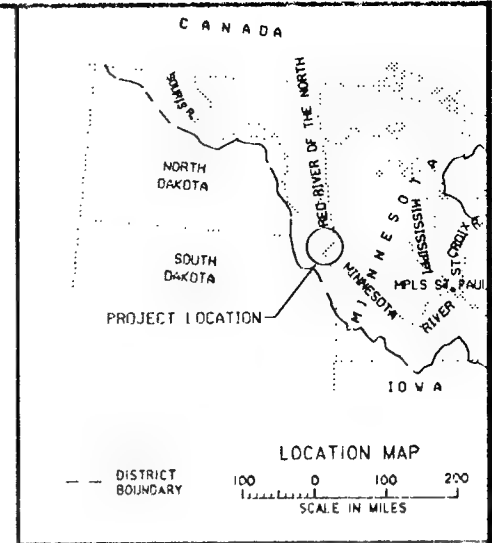 CANADA
SOURIS R.
RED RIVER OF THE NORTH
NORTH
DAKOTA
MINNESOTA
MISSISSIPPI
ST CROIX
R
SOUTH
DAKOTA
MINNESOTA
MPLS ST. PAUL
RIVER
PROJECT LOCATION
IOWA
LOCATION MAP
DISTRICT
BOUNDARY
100 0 100 200
SCALE IN MILES